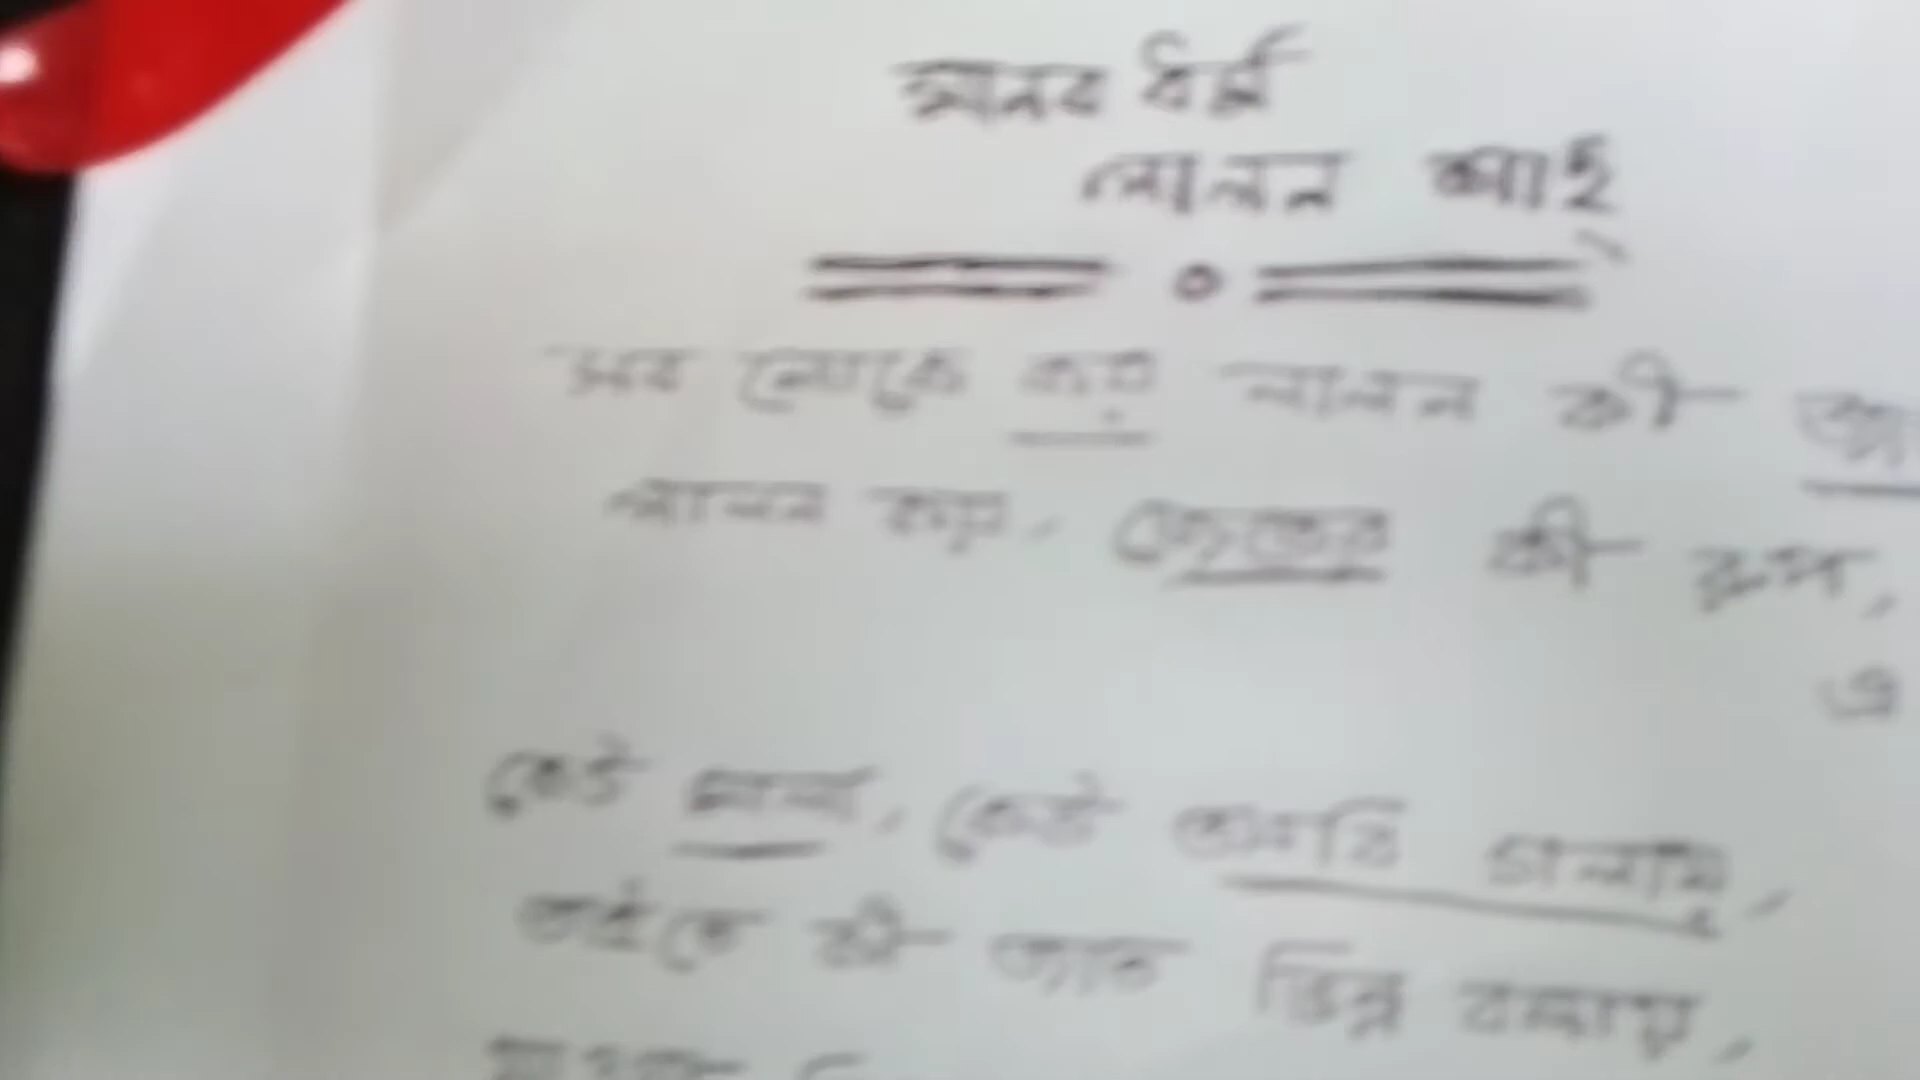 মানব ধর্ম
লালন সাঁই
সব লোকে কয় লালন কী
লালন কয়, জেতের কী রূপ,
এ
কেউ মালা, কেউ তসবি গলায়,
তাইতে কী জাত ভিন্ন বলায়,